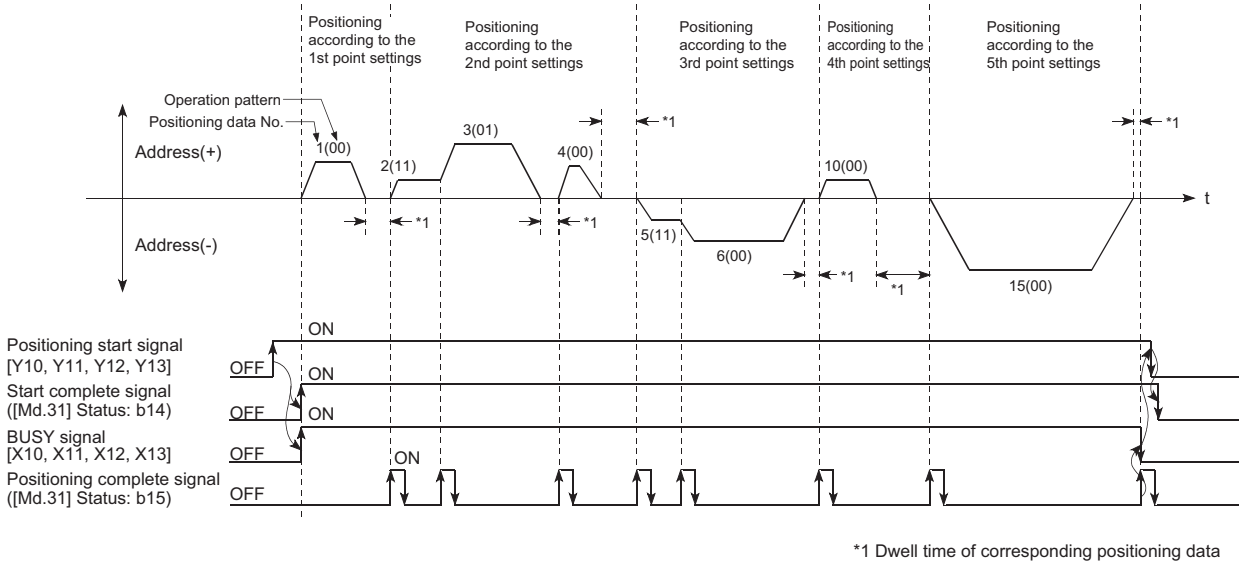 Positioning
according to the
1st point settings
Positioning
according to the
2nd point settings
Positioning
according to the
3rd point settings
Positioning
according to the
4th point settings
Positioning
according to the
5th point settings
Operation pattern
Positioning data No.
1(00)
2(11)
3(01)
4(00)
*1
10(00)
*1
Address(+)
t
*1
*1
5(11)
6(00)
*1
*1
15(00)
Address(-)
ON
Positioning start signal
[Y10, Y11, Y12, Y13]
OFF
ON
Start complete signal
([Md.31] Status: b14)
OFF
ON
BUSY signal
[X10, X11, X12, X13]
OFF
ON
Positioning complete signal
([Md.31] Status: b15)
OFF
*1 Dwell time of corresponding positioning data